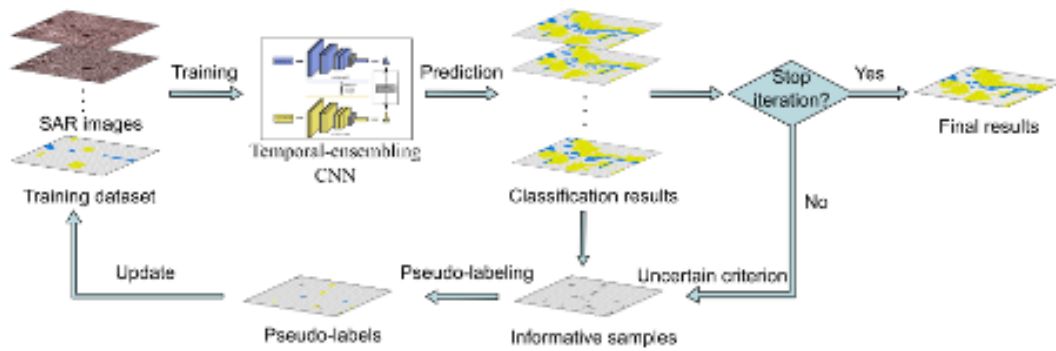 Training
Prediction
Stop
iteration?
Yes
SAR images
Temporal-ensembling
CNN
Final results
Training dataset
Classification results
No
Update
Pseudo-labeling
Uncertain criterion
Pseudo-labels
Informative samples